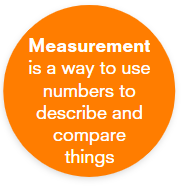 Measurement
is a way to use
numbers to
describe and
compare
things